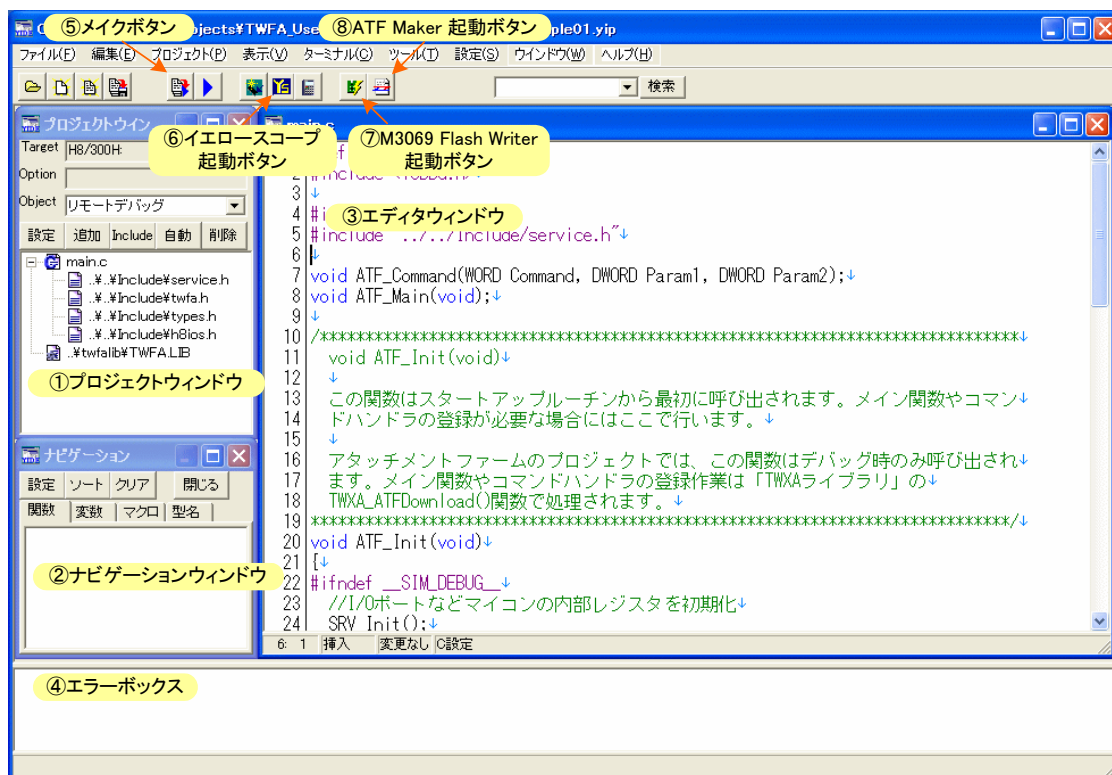 ⑤メイクボタン
⑧ATF Maker 起動ボタン
ojects¥TWFA_Use
ple01.yip
ファイル(F) 編集(E) プロジェクト(P) 表示(V) ターミナル(C) ツール(T) 設定(S) ウインドウ(W) ヘルプ(H)
検索
⑥イエロースコープ
起動ボタン
⑦M3069 Flash Writer
起動ボタン
プロジェクトウイン
Target H8/300H:
Option
Object リモートデバッグ
設定 追加 Include 自動 削除
main.c
..¥..¥Include¥service.h
..¥..¥Include¥twfa.h
..¥..¥Include¥types.h
..¥..¥Include¥h8ios.h
..¥twfalib¥TWFA.LIB
①プロジェクトウィンドウ
ナビゲーション
設定 ソート クリア 閉じる
関数 変数 マクロ 型名
②ナビゲーションウィンドウ
main.c
③エディタウィンドウ
2 #include
3 ↓
4 #i
5 #include "../../Include/service.h"↓
6 ↓
7 void ATF_Command(WORD Command, DWORD Param1, DWORD Param2);↓
8 void ATF_Main(void);↓
9 ↓
10 /******************************************************************************↓
11 void ATF_Init(void)↓
12 ↓
13 この関数はスタートアップルーチンから最初に呼び出されます。メイン関数やコマン↓
14 ドハンドラの登録が必要な場合にはここで行います。↓
15 ↓
16 アタッチメントファームのプロジェクトでは、この関数はデバッグ時のみ呼び出され↓
17 ます。メイン関数やコマンドハンドラの登録作業は「TWXAライブラリ」の↓
18 TWXA_ATFDownload()関数で処理されます。↓
19 ******************************************************************************/↓
20 void ATF_Init(void)↓
21 {↓
22 #ifndef __SIM_DEBUG__↓
23 //I/Oポートなどマイコンの内部レジスタを初期化↓
24 SRV_Init();↓
6: 1 挿入 変更なし C設定
④エラーボックス